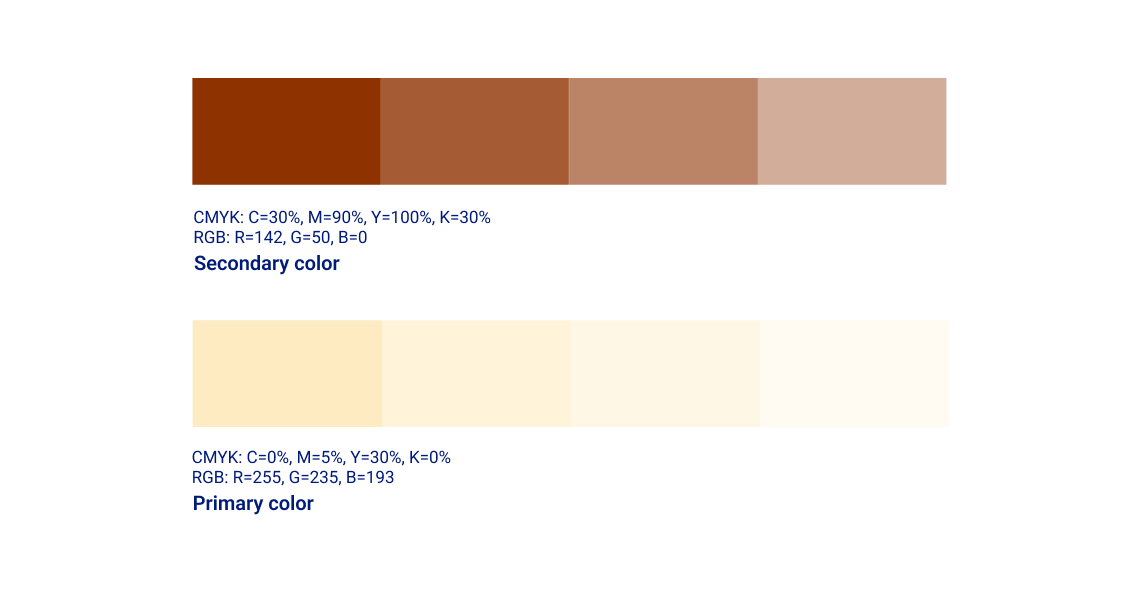 CMYK: C=30%, M=90%, Y=100%, K=30%
RGB: R=142, G=50, B=0
Secondary color
CMYK: C=0%, M=5%, Y=30%, K=0%
RGB: R=255, G=235, B=193
Primary color